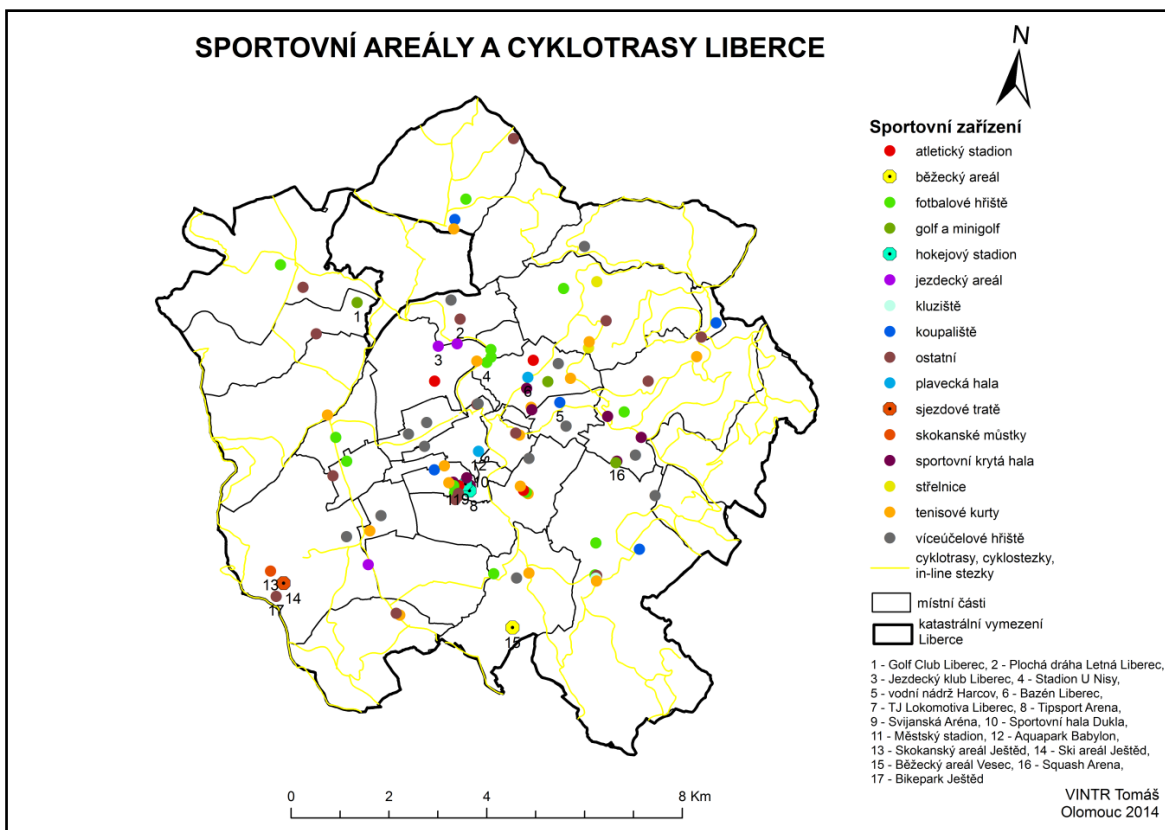 SPORTOVNÍ AREÁLY A CYKLOTRASY LIBERCE
N
Sportovní zařízení
atletický stadion
běžecký areál
fotbalové hřiště
golf a minigolf
hokejový stadion
jezdecký areál
kluziště
koupaliště
ostatní
plavecká hala
sjezdové tratě
skokanské můstky
sportovní krytá hala
střelnice
tenisové kurty
víceúčelové hřiště
cyklotrasy, cyklostezky,
in-line stezky
místní části
katastrální vymezení
Liberce
1 - Golf Club Liberec, 2 - Plochá dráha Letná Liberec,
3 - Jezdecký klub Liberec, 4 - Stadion U Nisy,
5 - vodní nádrž Harcov, 6 - Bazén Liberec,
7 - TJ Lokomotiva Liberec, 8 - Tipsport Arena,
9 - Svijanská Aréna, 10 - Sportovní hala Dukla,
11 - Městský stadion, 12 - Aquapark Babylon,
13 - Skokanský areál Ještěd, 14 - Ski areál Ještěd,
15 - Běžecký areál Vesec, 16 - Squash Arena,
17 - Bikepark Ještěd
VINTR Tomáš
Olomouc 2014
1
2
3
4
5
12
10
16
8
13
14
17
15
0 2 4 8 Km